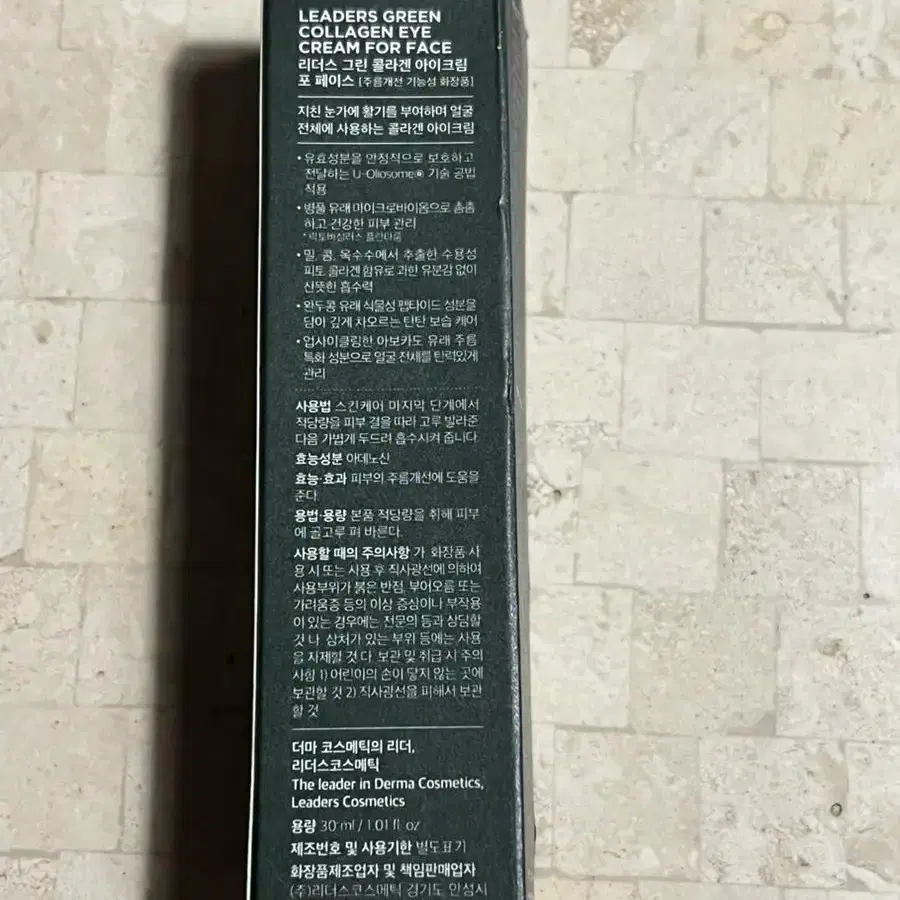 LEADERS GREEN
COLLAGEN EYE
CREAM FOR FACE
리더스 그린 콜라겐 아이크림
포 페이스 [주름개선 기능성 화장품]
지친 눈가에 활기를 부여하며 얼굴
전체에 사용하는 콜라겐 아이크림
• 유효성분을 안정적으로 보호하고
전달하는 U-Oliosome® 기술 공법
적용
• 병풀 유래 마이크로바이옴으로 촘촘
하고 건강한 피부 관리
* 락토바실러스 플란타룸
• 밀, 콩, 옥수수에서 추출한 수용성
피토 콜라겐 함유로 과한 유분감 없이
산뜻한 흡수력
• 완두콩 유래 식물성 펩타이드 성분을
담아 깊게 차오르는 탄탄 보습 케어
• 업사이클링한 아보카도 유래 주름
특화 성분으로 얼굴 전체를 탄력있게
관리
사용법 스킨케어 마지막 단계에서
적당량을 피부 결을 따라 고루 발라준
다음 가볍게 두드려 흡수시켜 줍니다.
효능성분 아데노신
효능·효과 피부의 주름개선에 도움을
준다.
용법·용량 본품 적당량을 취해 피부
에 골고루 펴 바른다.
사용할 때의 주의사항 가. 화장품 사
용 시 또는 사용 후 직사광선에 의하여
사용부위가 붉은 반점, 부어오름 또는
가려움증 등의 이상 증상이나 부작용
이 있는 경우에는 전문의 등과 상담할
것 나. 상처가 있는 부위 등에는 사용
을 자제할 것 다. 보관 및 취급 시 주의
사항 1) 어린이의 손이 닿지 않는 곳에
보관할 것 2) 직사광선을 피해서 보관
할 것
더마 코스메틱의 리더,
리더스코스메틱
The leader in Derma Cosmetics,
Leaders Cosmetics
용량 30 ml / 1.01 fl. oz
제조번호 및 사용기한 별도표기
화장품제조업자 및 책임판매업자
(주)리더스코스메틱 경기도 안성시